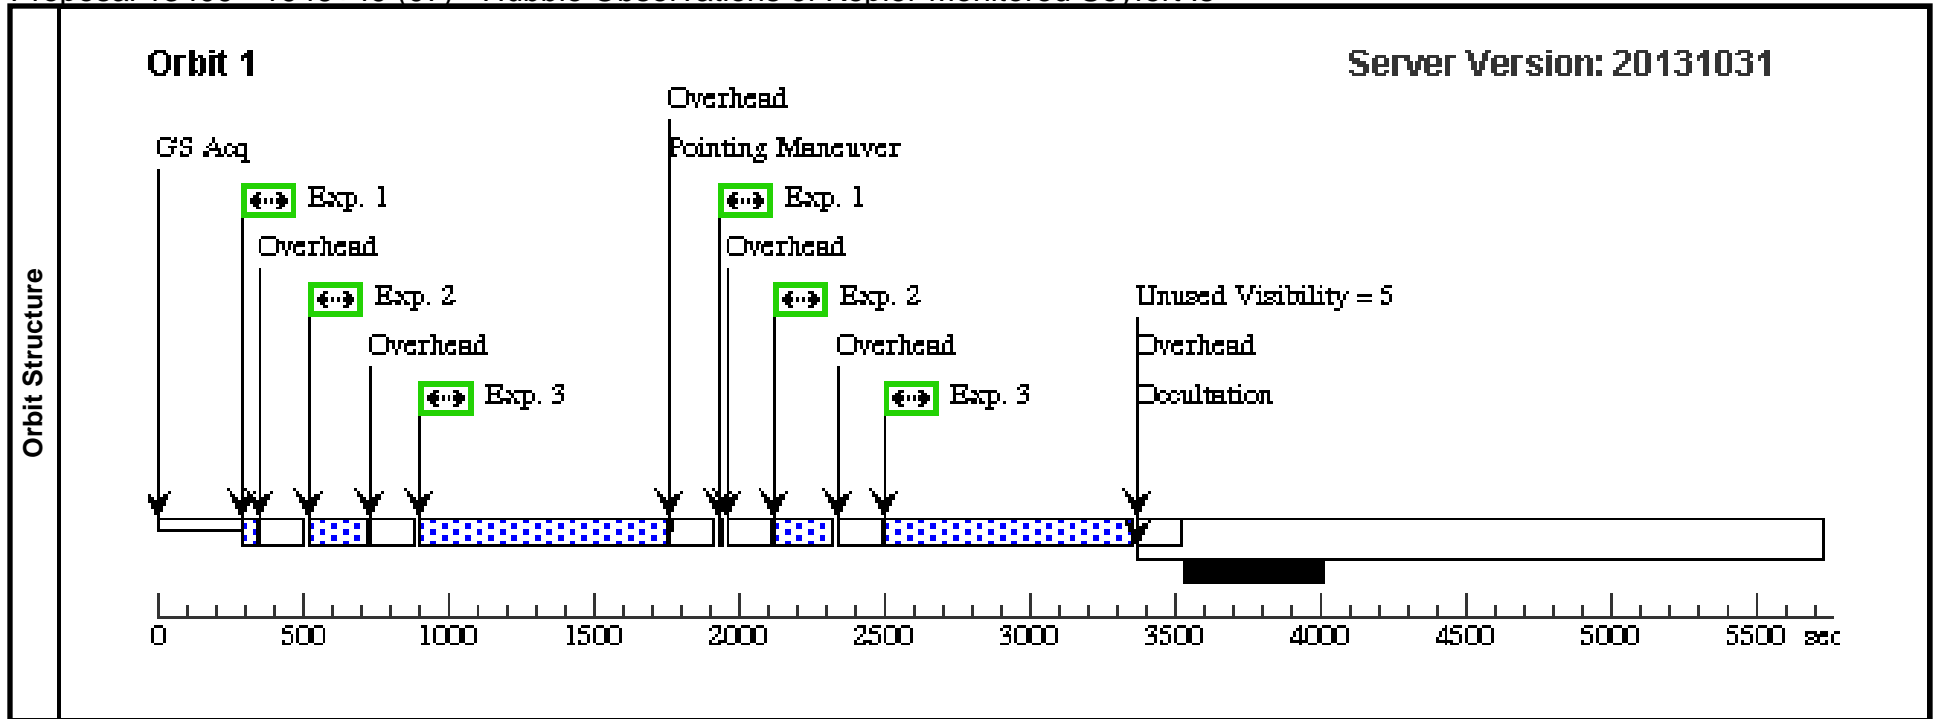 Orbit Structure
Orbit 1
Server Version: 20131031
Overhead
GS Acq
Pointing Maneuver
Exp. 1
Exp. 1
Overhead
Overhead
Exp. 2
Exp. 2
Unused Visibility = 5
Overhead
Overhead
Overhead
Exp. 3
Exp. 3
Occultation
0 500 1000 1500 2000 2500 3000 3500 4000 4500 5000 5500 sec